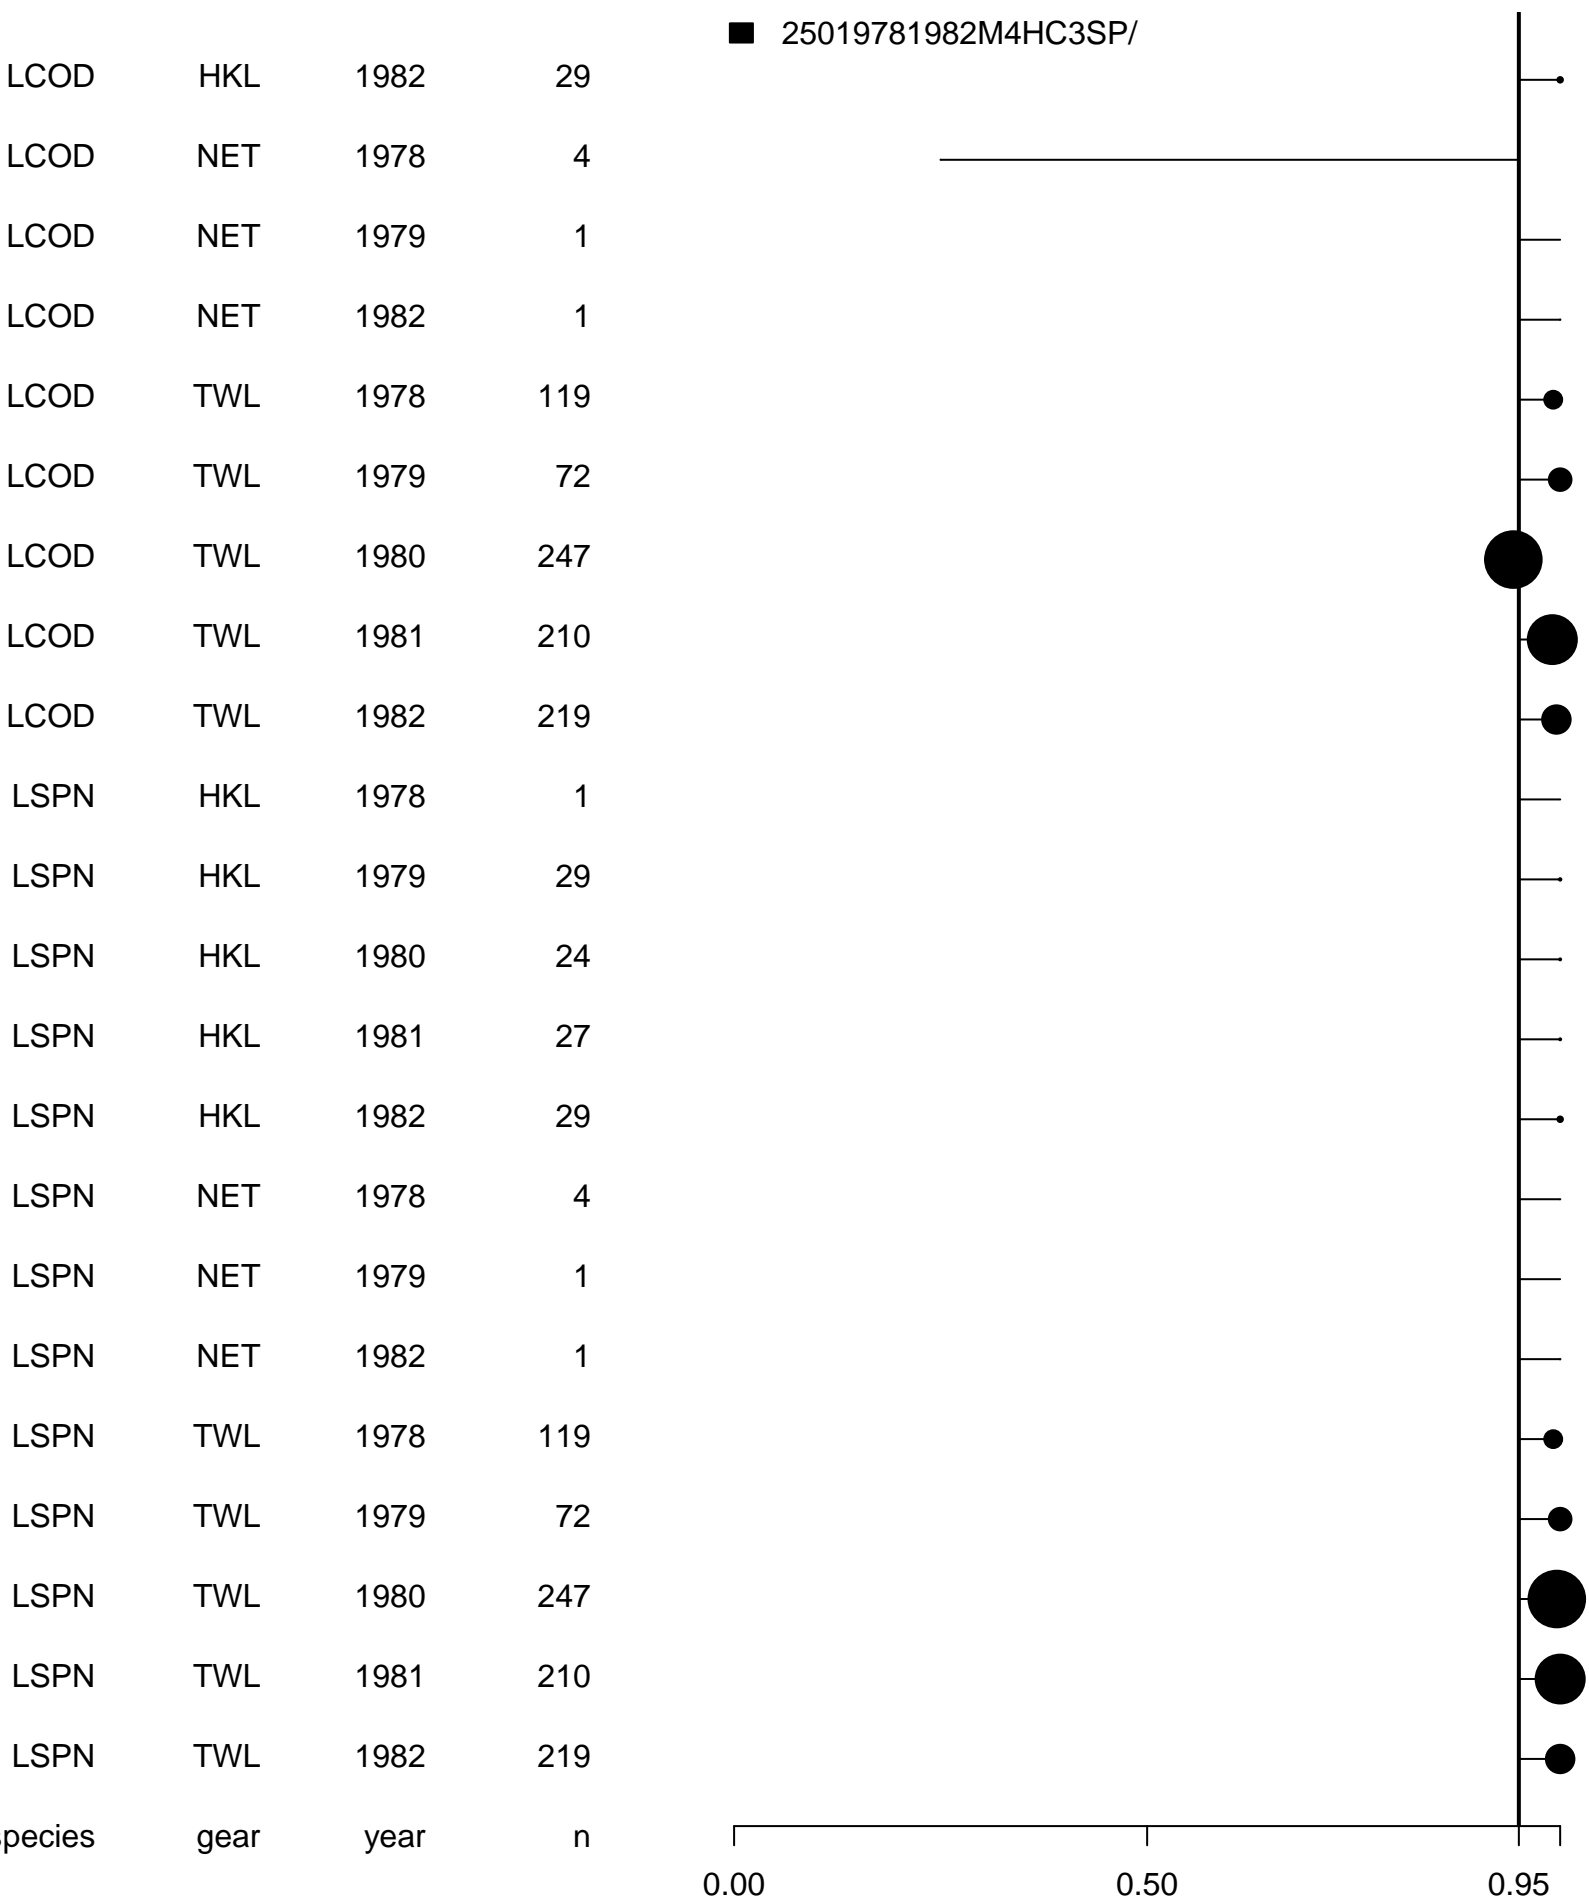 25019781982M4HC3SP/
LCOD HKL 1982 29
LCOD NET 1978 4
LCOD NET 1979 1
LCOD NET 1982 1
LCOD TWL 1978 119
LCOD TWL 1979 72
LCOD TWL 1980 247
LCOD TWL 1981 210
LCOD TWL 1982 219
LSPN HKL 1978 1
LSPN HKL 1979 29
LSPN HKL 1980 24
LSPN HKL 1981 27
LSPN HKL 1982 29
LSPN NET 1978 4
LSPN NET 1979 1
LSPN NET 1982 1
LSPN TWL 1978 119
LSPN TWL 1979 72
LSPN TWL 1980 247
LSPN TWL 1981 210
LSPN TWL 1982 219
species gear year n
0.00 0.50 0.95